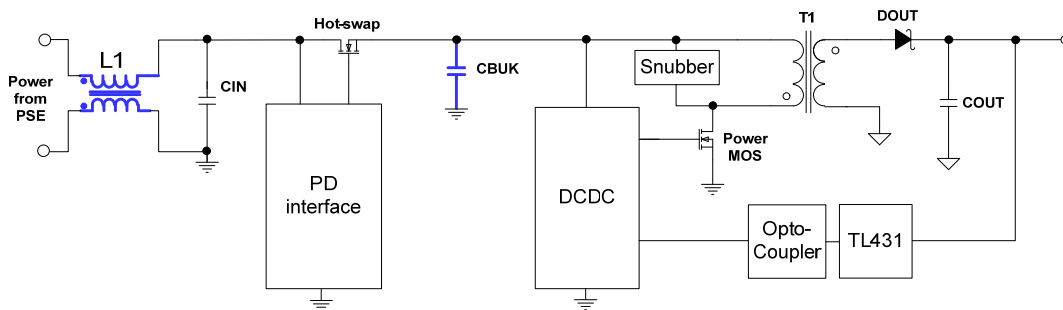 Hot-swap
T1
DOUT
L1
Power
from
PSE
CIN
CBUK
Snubber
COUT
Power
MOS
PD
interface
DCDC
Opto-
Coupler
TL431